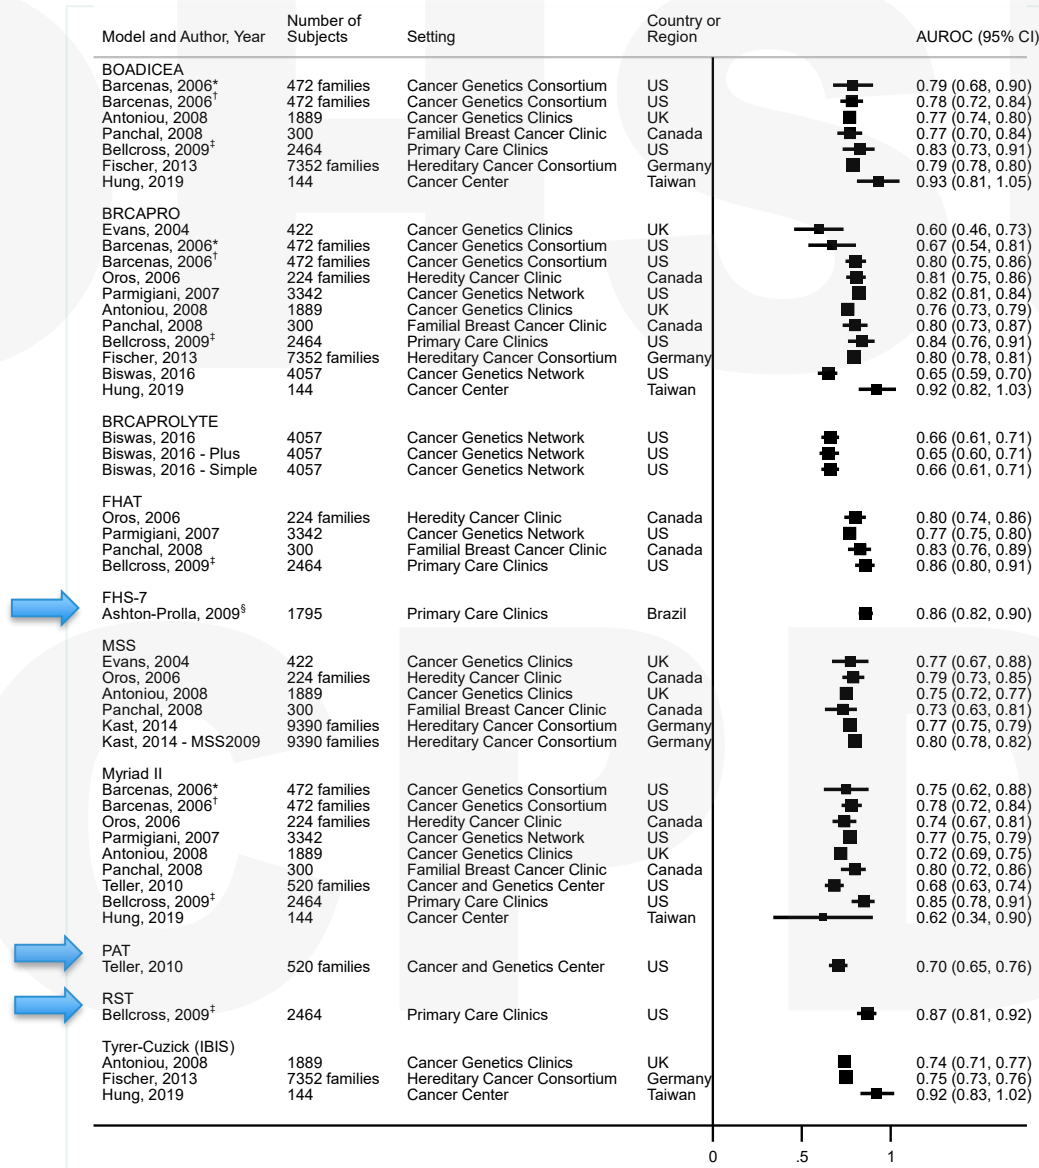 Model and Author, Year Number of Subjects Setting Country or Region AUROC (95% CI)
BOADICEA
Barcenas, 2006* 472 families Cancer Genetics Consortium US 0.79 (0.68, 0.90)
Barcenas, 2006† 472 families Cancer Genetics Consortium US 0.78 (0.72, 0.84)
Antoniou, 2008 1889 Cancer Genetics Clinics UK 0.77 (0.74, 0.80)
Panchal, 2008 300 Familial Breast Cancer Clinic Canada 0.77 (0.70, 0.84)
Bellcross, 2009‡ 2464 Primary Care Clinics US 0.83 (0.73, 0.91)
Fischer, 2013 7352 families Hereditary Cancer Consortium Germany 0.79 (0.78, 0.80)
Hung, 2019 144 Cancer Center Taiwan 0.93 (0.81, 1.05)
BRCAPRO
Evans, 2004 422 Cancer Genetics Clinics UK 0.60 (0.46, 0.73)
Barcenas, 2006* 472 families Cancer Genetics Consortium US 0.67 (0.54, 0.81)
Barcenas, 2006† 472 families Cancer Genetics Consortium US 0.80 (0.75, 0.86)
Oros, 2006 224 families Heredity Cancer Clinic Canada 0.81 (0.75, 0.86)
Parmigiani, 2007 3342 Cancer Genetics Network US 0.82 (0.81, 0.84)
Antoniou, 2008 1889 Cancer Genetics Clinics UK 0.76 (0.73, 0.79)
Panchal, 2008 300 Familial Breast Cancer Clinic Canada 0.80 (0.73, 0.87)
Bellcross, 2009‡ 2464 Primary Care Clinics US 0.84 (0.76, 0.91)
Fischer, 2013 7352 families Hereditary Cancer Consortium Germany 0.80 (0.78, 0.81)
Biswas, 2016 4057 Cancer Genetics Network US 0.65 (0.59, 0.70)
Hung, 2019 144 Cancer Center Taiwan 0.92 (0.82, 1.03)
BRCAPROLYTE
Biswas, 2016 4057 Cancer Genetics Network US 0.66 (0.61, 0.71)
Biswas, 2016 - Plus 4057 Cancer Genetics Network US 0.65 (0.60, 0.71)
Biswas, 2016 - Simple 4057 Cancer Genetics Network US 0.66 (0.61, 0.71)
FHAT
Oros, 2006 224 families Heredity Cancer Clinic Canada 0.80 (0.74, 0.86)
Parmigiani, 2007 3342 Cancer Genetics Network US 0.77 (0.75, 0.80)
Panchal, 2008 300 Familial Breast Cancer Clinic Canada 0.83 (0.76, 0.89)
Bellcross, 2009‡ 2464 Primary Care Clinics US 0.86 (0.80, 0.91)
FHS-7
Ashton-Prolla, 2009§ 1795 Primary Care Clinics Brazil 0.86 (0.82, 0.90)
MSS
Evans, 2004 422 Cancer Genetics Clinics UK 0.77 (0.67, 0.88)
Oros, 2006 224 families Heredity Cancer Clinic Canada 0.79 (0.73, 0.85)
Antoniou, 2008 1889 Cancer Genetics Clinics UK 0.75 (0.72, 0.77)
Panchal, 2008 300 Familial Breast Cancer Clinic Canada 0.73 (0.63, 0.81)
Kast, 2014 9390 families Hereditary Cancer Consortium Germany 0.77 (0.75, 0.79)
Kast, 2014 - MSS2009 9390 families Hereditary Cancer Consortium Germany 0.80 (0.78, 0.82)
Myriad II
Barcenas, 2006* 472 families Cancer Genetics Consortium US 0.75 (0.62, 0.88)
Barcenas, 2006† 472 families Cancer Genetics Consortium US 0.78 (0.72, 0.84)
Oros, 2006 224 families Heredity Cancer Clinic Canada 0.74 (0.67, 0.81)
Parmigiani, 2007 3342 Cancer Genetics Network US 0.77 (0.75, 0.79)
Antoniou, 2008 1889 Cancer Genetics Clinics UK 0.72 (0.69, 0.75)
Panchal, 2008 300 Familial Breast Cancer Clinic Canada 0.80 (0.72, 0.86)
Teller, 2010 520 families Cancer and Genetics Center US 0.68 (0.63, 0.74)
Bellcross, 2009‡ 2464 Primary Care Clinics US 0.85 (0.78, 0.91)
Hung, 2019 144 Cancer Center Taiwan 0.62 (0.34, 0.90)
PAT
Teller, 2010 520 families Cancer and Genetics Center US 0.70 (0.65, 0.76)
RST
Bellcross, 2009‡ 2464 Primary Care Clinics US 0.87 (0.81, 0.92)
Tyrer-Cuzick (IBIS)
Antoniou, 2008 1889 Cancer Genetics Clinics UK 0.74 (0.71, 0.77)
Fischer, 2013 7352 families Hereditary Cancer Consortium Germany 0.75 (0.73, 0.76)
Hung, 2019 144 Cancer Center Taiwan 0.92 (0.83, 1.02)
0 .5 1